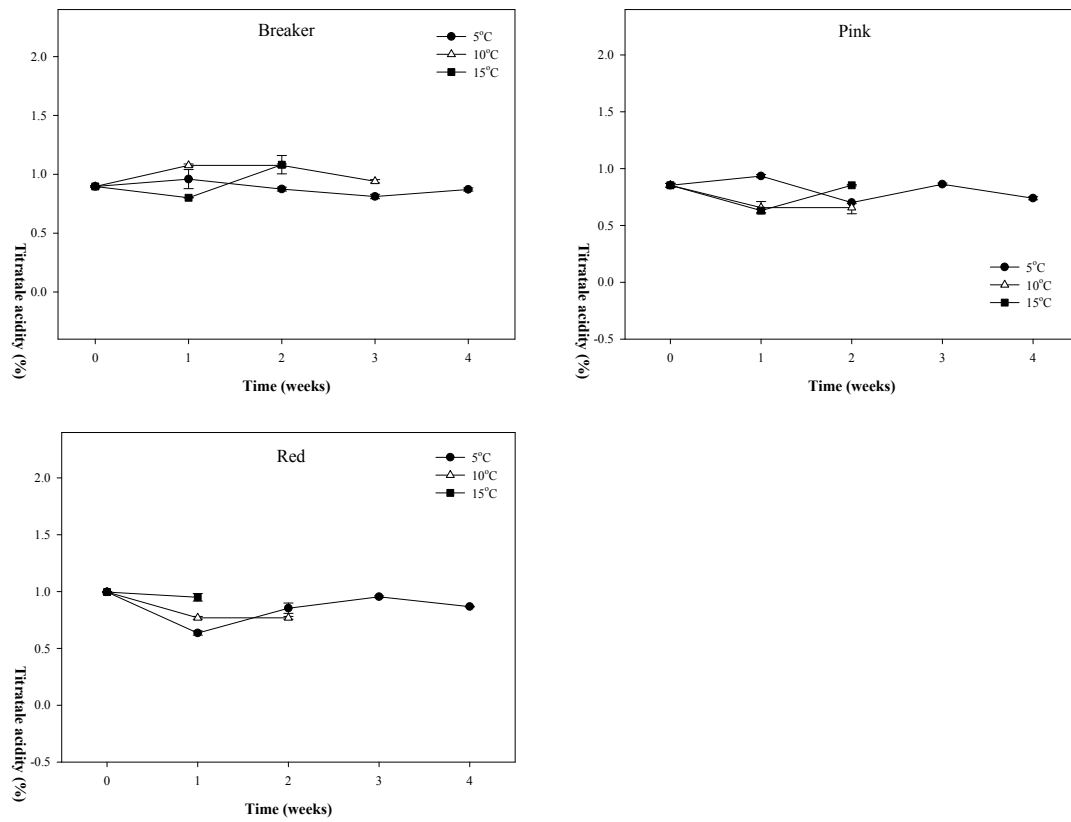 Breaker
5°C
10°C
15°C
2.0
1.5
1.0
0.5
0.0
Titratale acidity (%)
0 1 2 3 4
Time (weeks)
Pink
2.0
1.5
1.0
0.5
0.0
-0.5
5°C
10°C
15°C
Titratale acidity (%)
0 1 2 3 4
Time (weeks)
Red
5°C
10°C
15°C
2.0
1.5
1.0
0.5
0.0
-0.5
Titratale acidity (%)
0 1 2 3 4
Time (weeks)